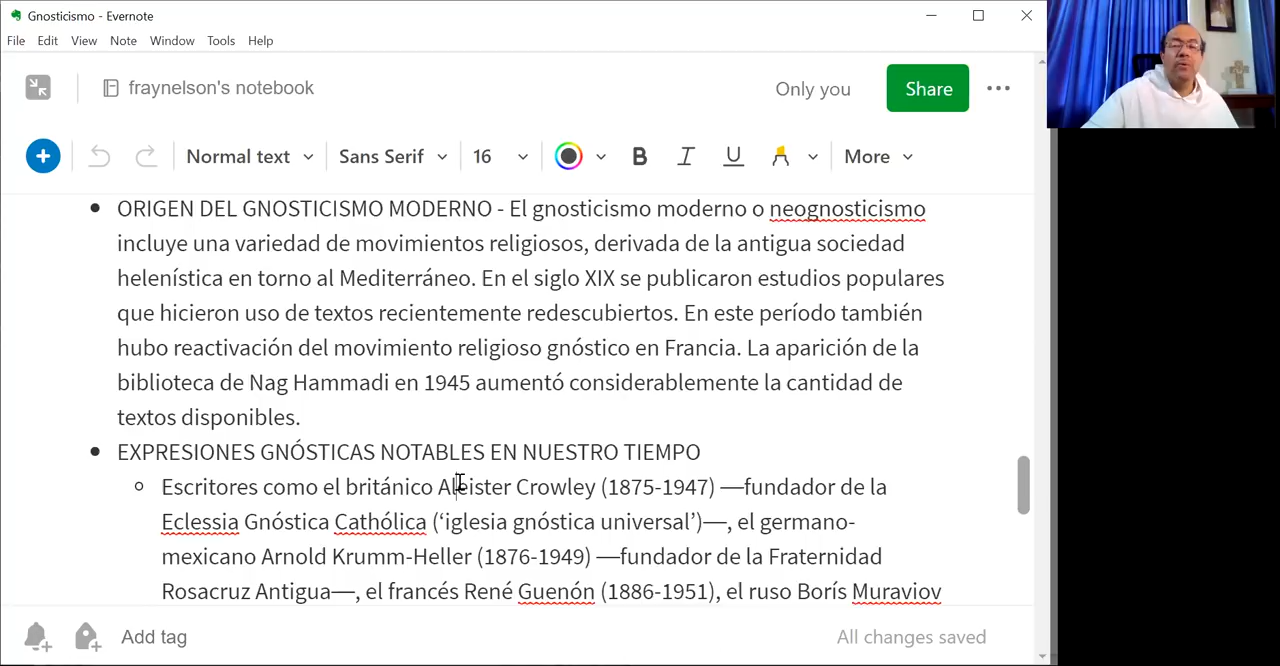 Gnosticismo - Evernote
File Edit View Note Window Tools Help
fraynelson's notebook
Only you
Share
Normal text
Sans Serif
16
B I U
More
ORIGEN DEL GNOSTICISMO MODERNO - El gnosticismo moderno o neognosticismo
incluye una variedad de movimientos religiosos, derivada de la antigua sociedad
helenística en torno al Mediterráneo. En el siglo XIX se publicaron estudios populares
que hicieron uso de textos recientemente redescubiertos. En este período también
hubo reactivación del movimiento religioso gnóstico en Francia. La aparición de la
biblioteca de Nag Hammadi en 1945 aumentó considerablemente la cantidad de
textos disponibles.
EXPRESIONES GNÓSTICAS NOTABLES EN NUESTRO TIEMPO
Escritores como el británico Aleister Crowley (1875-1947) —fundador de la
Eclessia Gnóstica Cathólica (‘iglesia gnóstica universal’)—, el germano-
mexicano Arnold Krumm-Heller (1876-1949) —fundador de la Fraternidad
Rosacruz Antigua—, el francés René Guenón (1886-1951), el ruso Borís Muraviov
Add tag
All changes saved